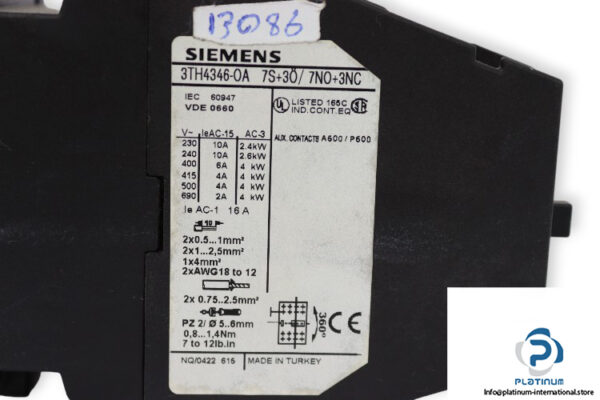 13086
SIEMENS
3TH4346-0A 7S+3Ö/ 7NO+3NC
IEC 60947
VDE 0660
UL LISTED 165C
IND. CONT. EQ.
AUX. CONTACTS A600 / P600
V~ IeAC-15 AC-3
230 10A 2.4kW
240 10A 2.6kW
400 6A 4 kW
415 4A 4 kW
500 4A 4 kW
690 2A 4 kW
Ie AC-1 16 A
10
2x0.5...1mm²
2x1...2,5mm²
1x4mm²
2xAWG18 to 12
2x 0.75..2.5mm²
PZ 2/ Ø 5..6mm
0,8...1,4Nm
7 to 12lb.in
360°
CE
NQ/0422 615 MADE IN TURKEY
PLATINUM
INTERNATIONAL
Info@platinum-international.store